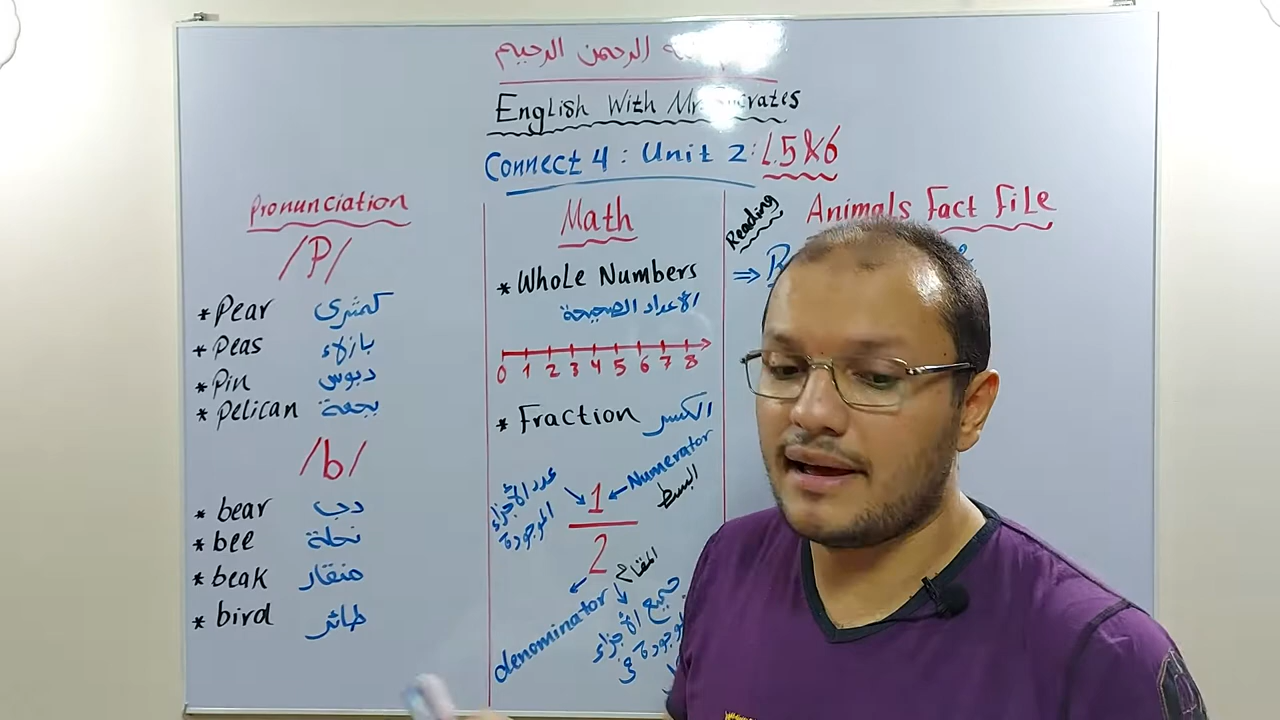 الرحمن الرحيم
English With Mr.
Connect 4 : Unit 2: L.5&6
Pronunciation
/P/
* Pear كمثرى
* Peas بازلاء
* Pin دبوس
* Pelican بجعة
/b/
* bear دب
* bee نحلة
* beak منقار
* bird طائر
Math
* Whole Numbers
الأعداد الصحيحة
0 1 2 3 4 5 6 7 8
* Fraction الكسر
عدد الأجزاء
الموجودة
1
Numerator
البسط
2
المقام
denominator
جميع الأجزاء
Reading
Animals Fact File